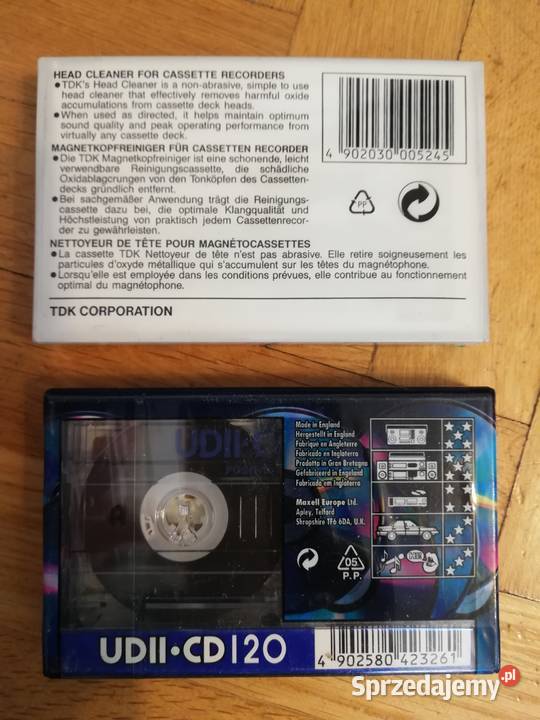 HEAD CLEANER FOR CASSETTE RECORDERS
●TDK's Head Cleaner is a non-abrasive, simple to use
head cleaner that effectively removes harmful oxide
accumulations from cassette deck heads.
●When used as directed, it helps maintain optimum
sound quality and peak operating performance from
virtually any cassette deck.
MAGNETKOPFREINIGER FÜR CASSETTEN RECORDER
●Die TDK Magnetkopfreiniger ist eine schonende, leicht
verwendbare Reinigungscassette, die schädliche
Oxidablagcrungen von den Tonköpfen des Cassetten-
decks gründlich entfernt.
●Bei sachgemäßer Anwendung trägt die Reinigungs-
cassette dazu bei, die optimale Klangqualität und
Höchstleistung von praktisch jedem Cassettenrecor-
der zu gewährleisten.
NETTOYEUR DE TÊTE POUR MAGNÉTOCASSETTES
●La cassette TDK Nettoyeur de tête n'est pas abrasive. Elle retire soigneusement les
particules d'oxyde métallique qui s'accumulent sur les têtes du magnétophone.
●Lorsqu'elle est employée dans les conditions prévues, elle contribue au fonctionnement
optimal du magnétophone.
TDK CORPORATION
4 902030 005245
PP
UDII
Made in England
Hergestellt in England
Fabrique en Angleterre
Fabricado en Inglaterra
Prodotto in Gran Bretagna
Gefabriceerd in Engeland
Fabricado em Inglaterra
Maxell Europe Ltd.
Apley, Telford
Shropshire TF6 6DA, U.K.
05
P.P.
UDII•CD120
4 902580 423261
Sprzedajemy.pl